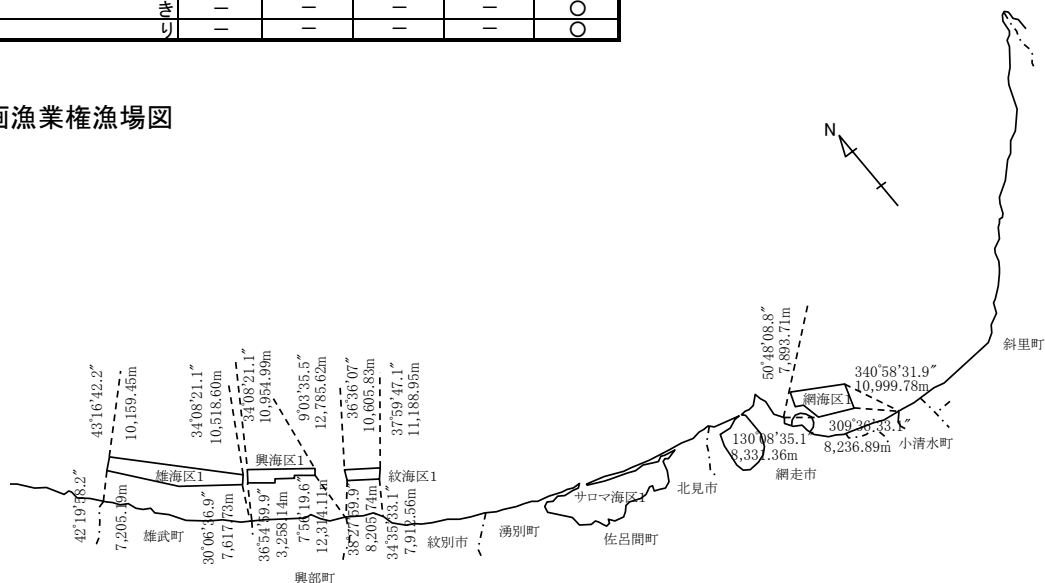 き － － － － ○
り － － － － ○
画漁業権漁場図
N
斜里町
50°48′08.8″
7,893.71m
340°58′31.9″
10,999.78m
網海区1
309°36′33.1″
8,236.89m
小清水町
130°08′35.1″
8,331.36m
網走市
43°16′42.2″
10,159.45m
34°08′21.1″
10,518.60m
34°08′21.1″
10,954.99m
9°03′35.5″
12,785.62m
36°36′07″
10,605.83m
37°59′47.1″
11,188.95m
雄海区1
興海区1
紋海区1
サロマ海区1
北見市
佐呂間町
湧別町
紋別市
42°19′58.2″
7,205.19m
雄武町
30°06′36.9″
7,617.73m
36°54′59.9″
3,258.14m
7°56′19.6″
12,314.11m
38°27′59.9″
8,205.74m
34°35′33.1″
7,912.56m
興部町